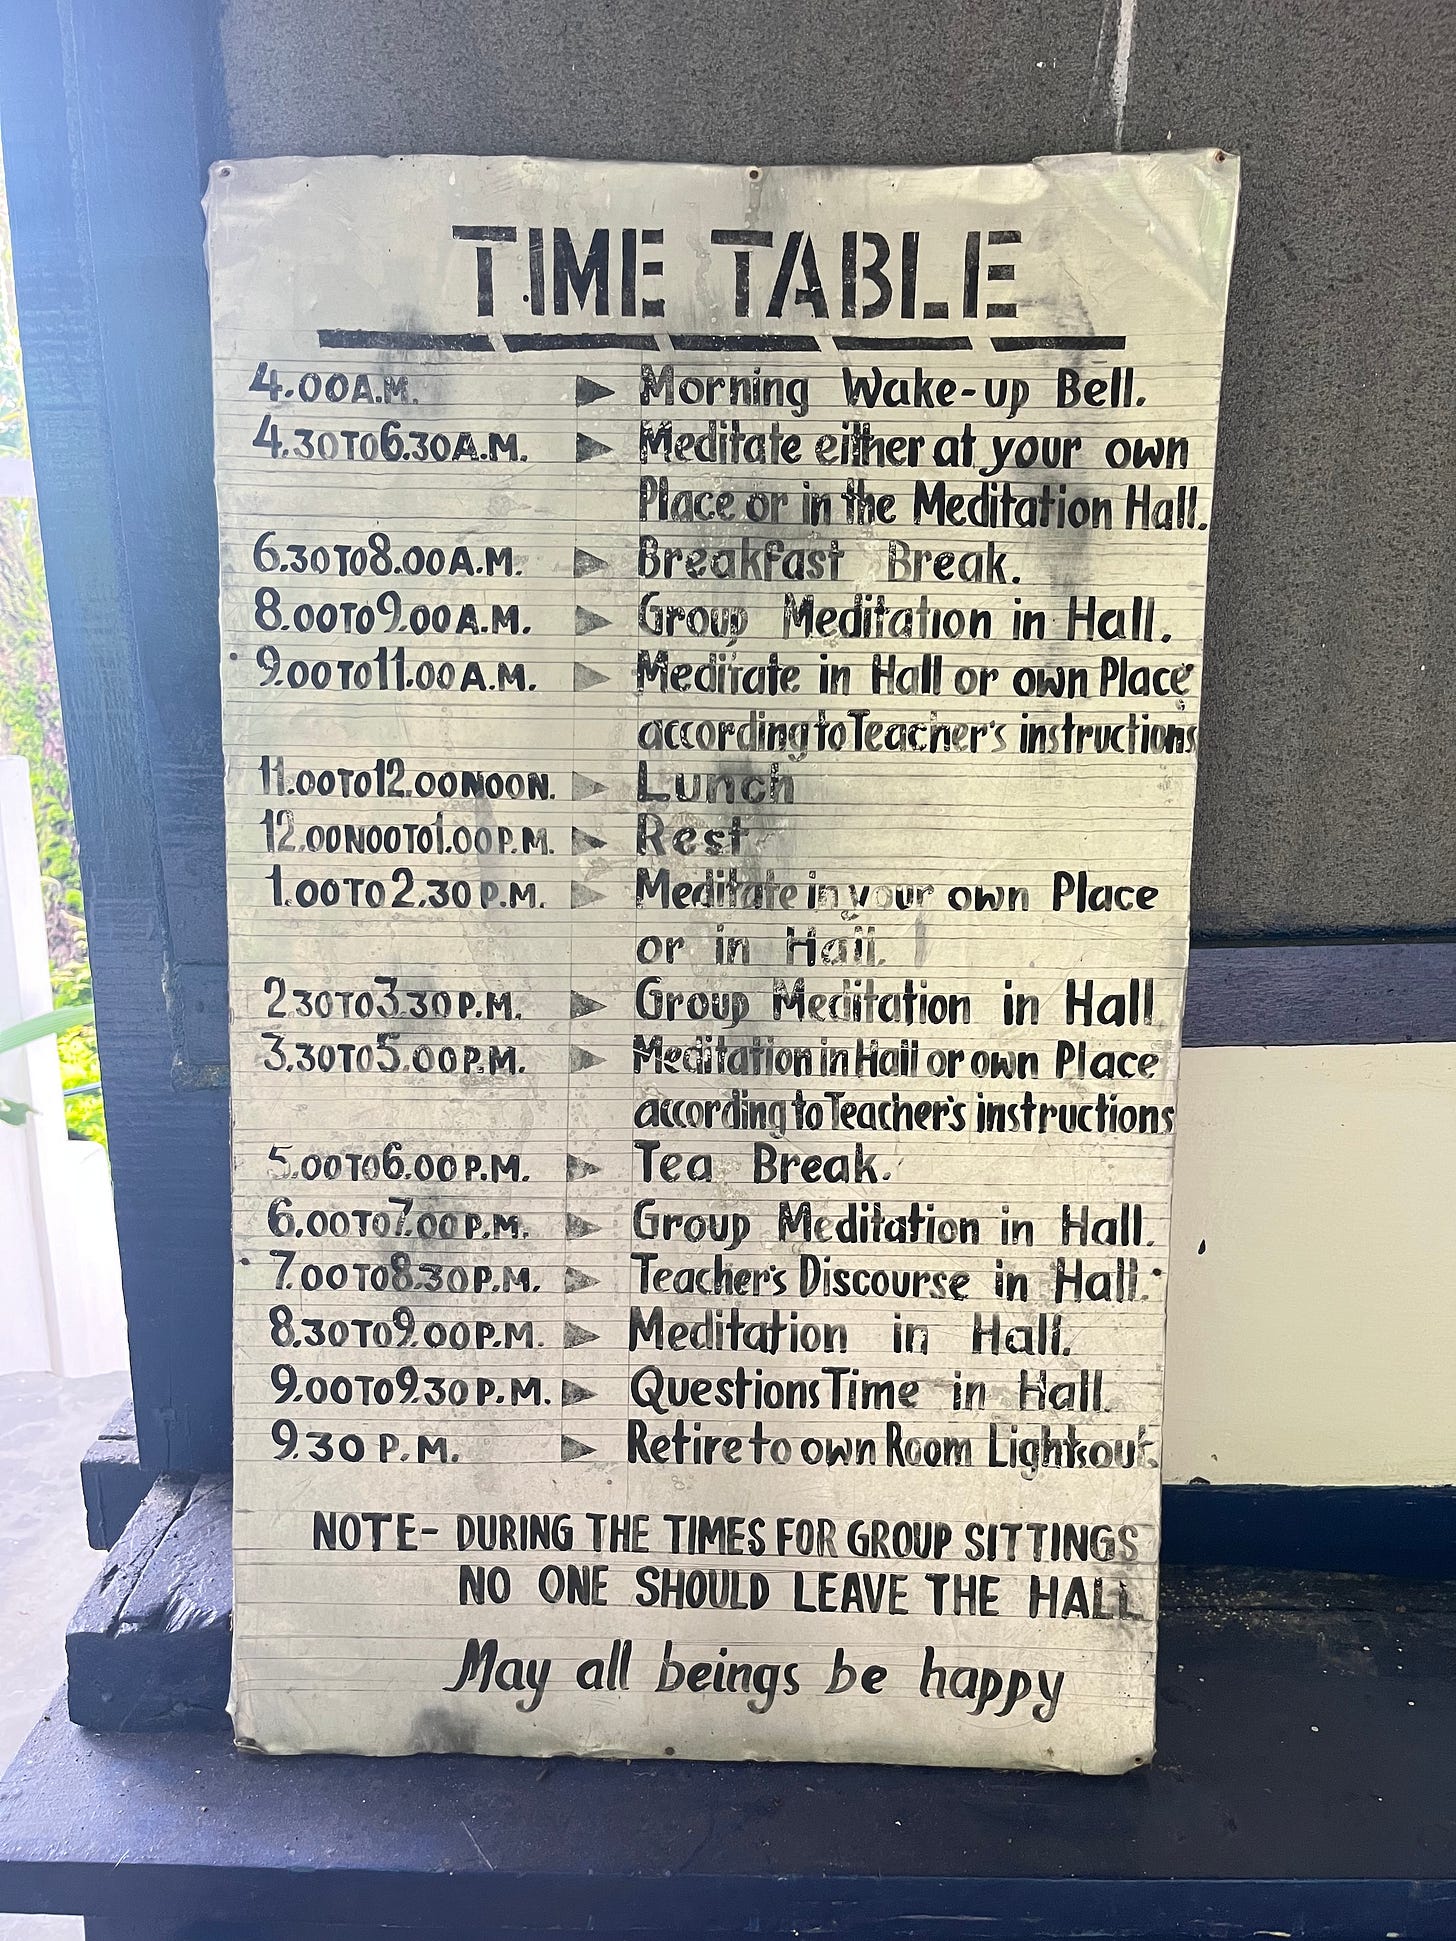 TIME TABLE
4.00A.M. ▶ Morning Wake-up Bell.
4.30TO6.30A.M. ▶ Meditate either at your own
Place or in the Meditation Hall.
6.30TO8.00A.M. ▶ Breakfast Break.
8.00TO9.00A.M. ▶ Group Meditation in Hall.
9.00TO11.00A.M. ▶ Meditate in Hall or own Place
according to Teacher's instructions
11.00TO12.00NOON. ▶ Lunch
12.00NOOTO1.00P.M. ▶ Rest
1.00TO2.30P.M. ▶ Meditate in your own Place
or in Hall.
2.30TO3.30P.M. ▶ Group Meditation in Hall
3.30TO5.00P.M. ▶ Meditation in Hall or own Place
according to Teacher's instructions
5.00TO6.00P.M. ▶ Tea Break.
6.00TO7.00P.M. ▶ Group Meditation in Hall.
7.00TO8.30P.M. ▶ Teacher's Discourse in Hall.
8.30TO9.00P.M. ▶ Meditation in Hall.
9.00TO9.30P.M. ▶ Questions Time in Hall.
9.30 P.M. ▶ Retire to own Room Lightsout.
NOTE- DURING THE TIMES FOR GROUP SITTINGS
NO ONE SHOULD LEAVE THE HALL
May all beings be happy